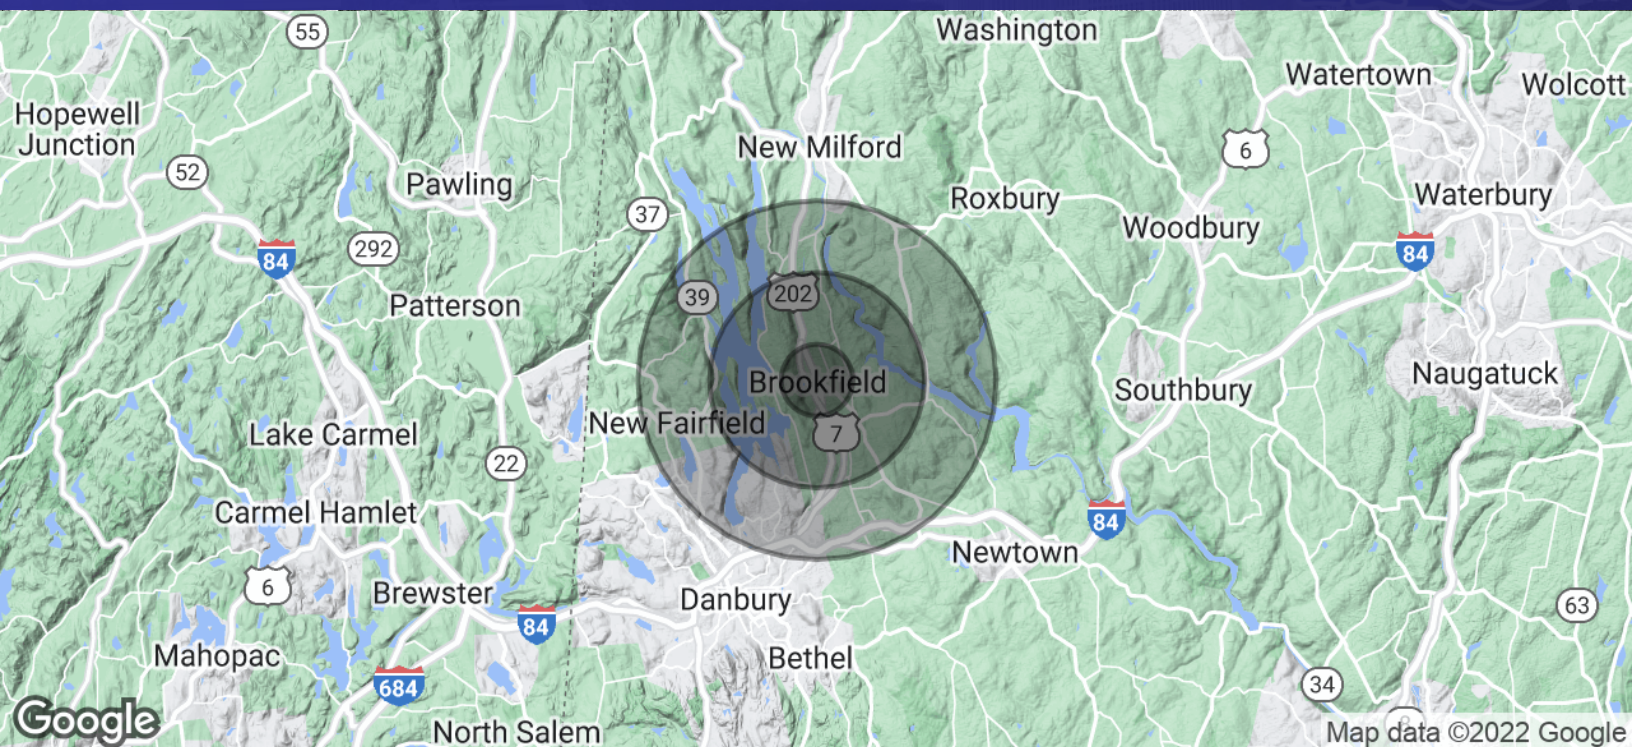 55
Washington
Watertown
Wolcott
Hopewell
Junction
New Milford
6
52
Pawling
Roxbury
Waterbury
37
Woodbury
292
84
84
39
202
Patterson
Brookfield
Southbury
Naugatuck
New Fairfield
7
Lake Carmel
22
Carmel Hamlet
84
Newtown
6
Brewster
Danbury
63
84
Mahopac
Bethel
684
34
Google
North Salem
8
Map data ©2022 Google